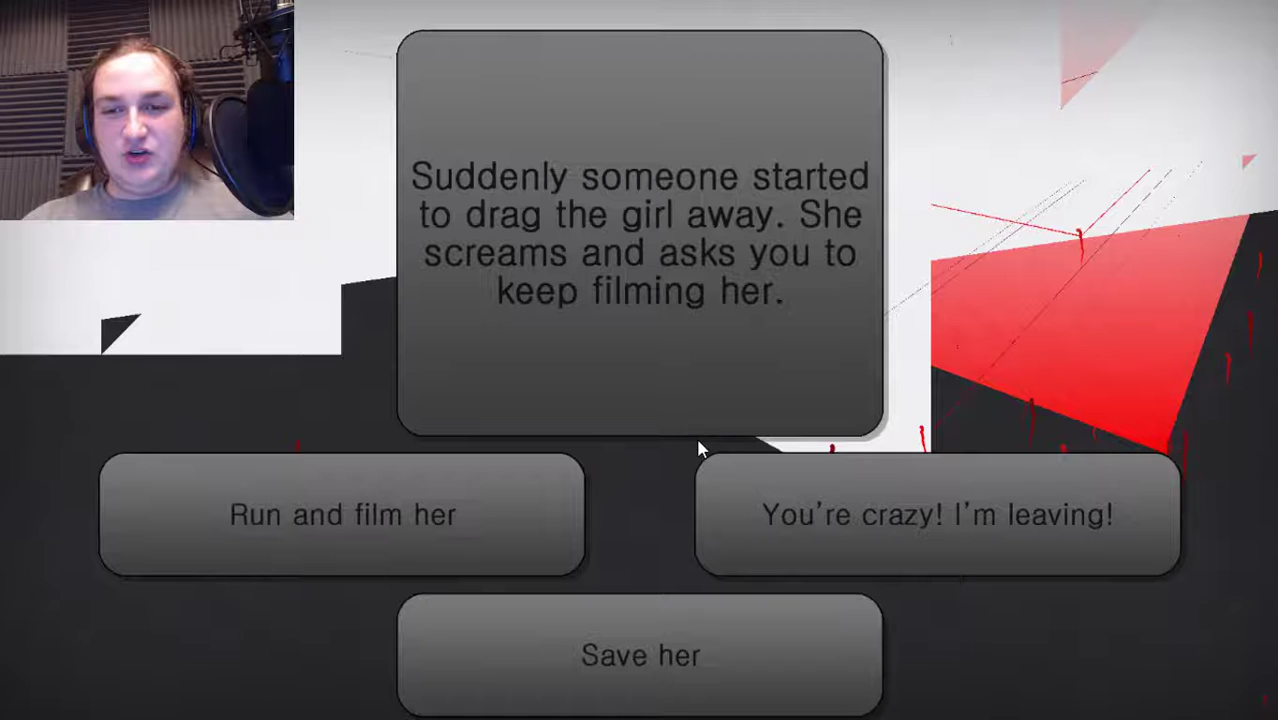 Suddenly someone started
to drag the girl away. She
screams and asks you to
keep filming her.
Run and film her
You're crazy! I'm leaving!
Save her